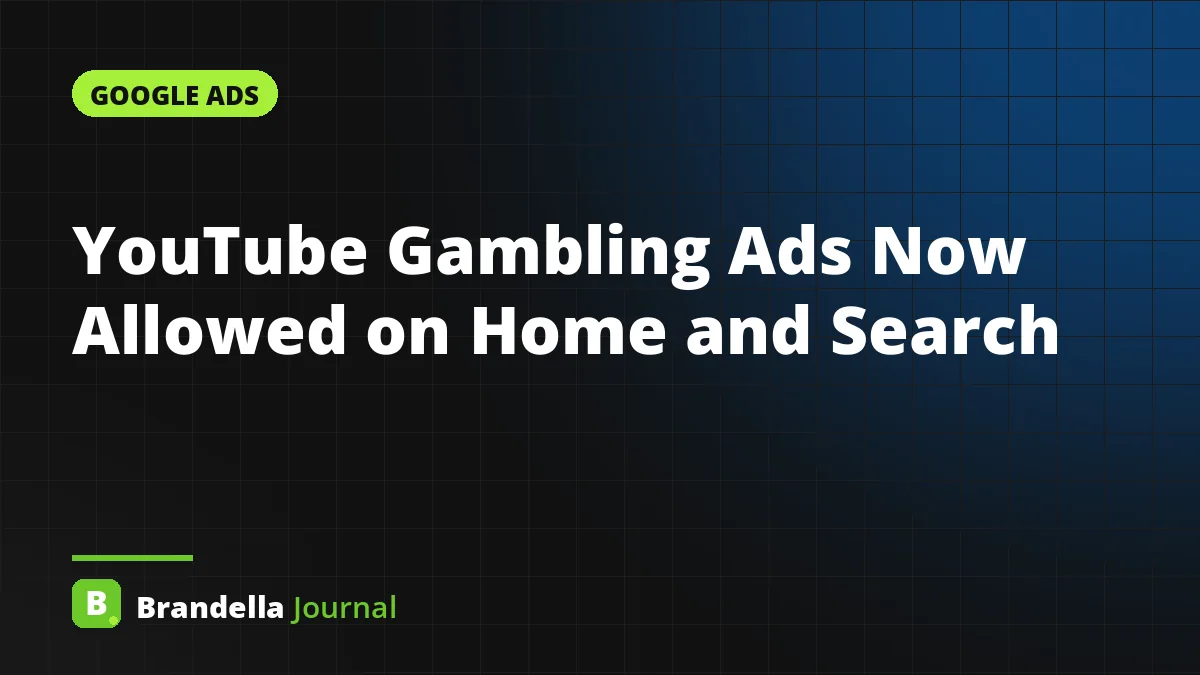 GOOGLE ADS
YouTube Gambling Ads Now
Allowed on Home and Search
B
Brandella Journal